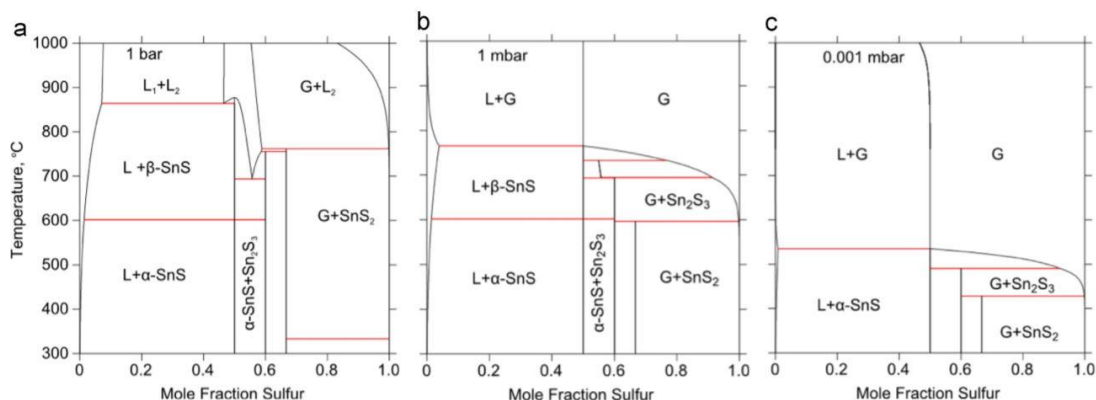 a
1 bar
L₁+L₂
G+L₂
L +β-SnS
G+SnS₂
L+α-SnS
α-SnS+Sn₂S₃
Temperature, °C
1000
900
800
700
600
500
400
300
0
0.2
0.4
0.6
0.8
1.0
Mole Fraction Sulfur
b
1 mbar
L+G
G
L+β-SnS
G+Sn₂S₃
L+α-SnS
α-SnS+Sn₂S₃
G+SnS₂
0
0.2
0.4
0.6
0.8
1.0
Mole Fraction Sulfur
c
0.001 mbar
L+G
G
G+Sn₂S₃
L+α-SnS
G+SnS₂
0
0.2
0.4
0.6
0.8
1.0
Mole Fraction Sulfur